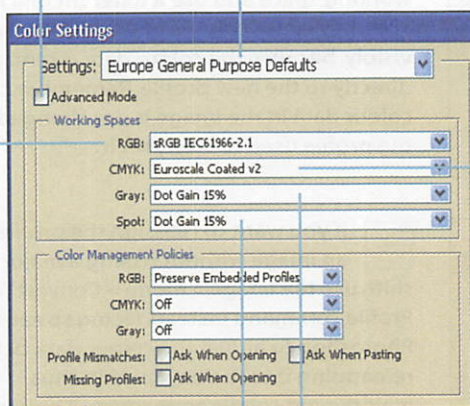 Color Settings
Settings: Europe General Purpose Defaults
Advanced Mode
Working Spaces
RGB: sRGB IEC61966-2.1
CMYK: Euroscale Coated v2
Gray: Dot Gain 15%
Spot: Dot Gain 15%
Color Management Policies
RGB: Preserve Embedded Profiles
CMYK: Off
Gray: Off
Profile Mismatches: Ask When Opening Ask When Pasting
Missing Profiles: Ask When Opening